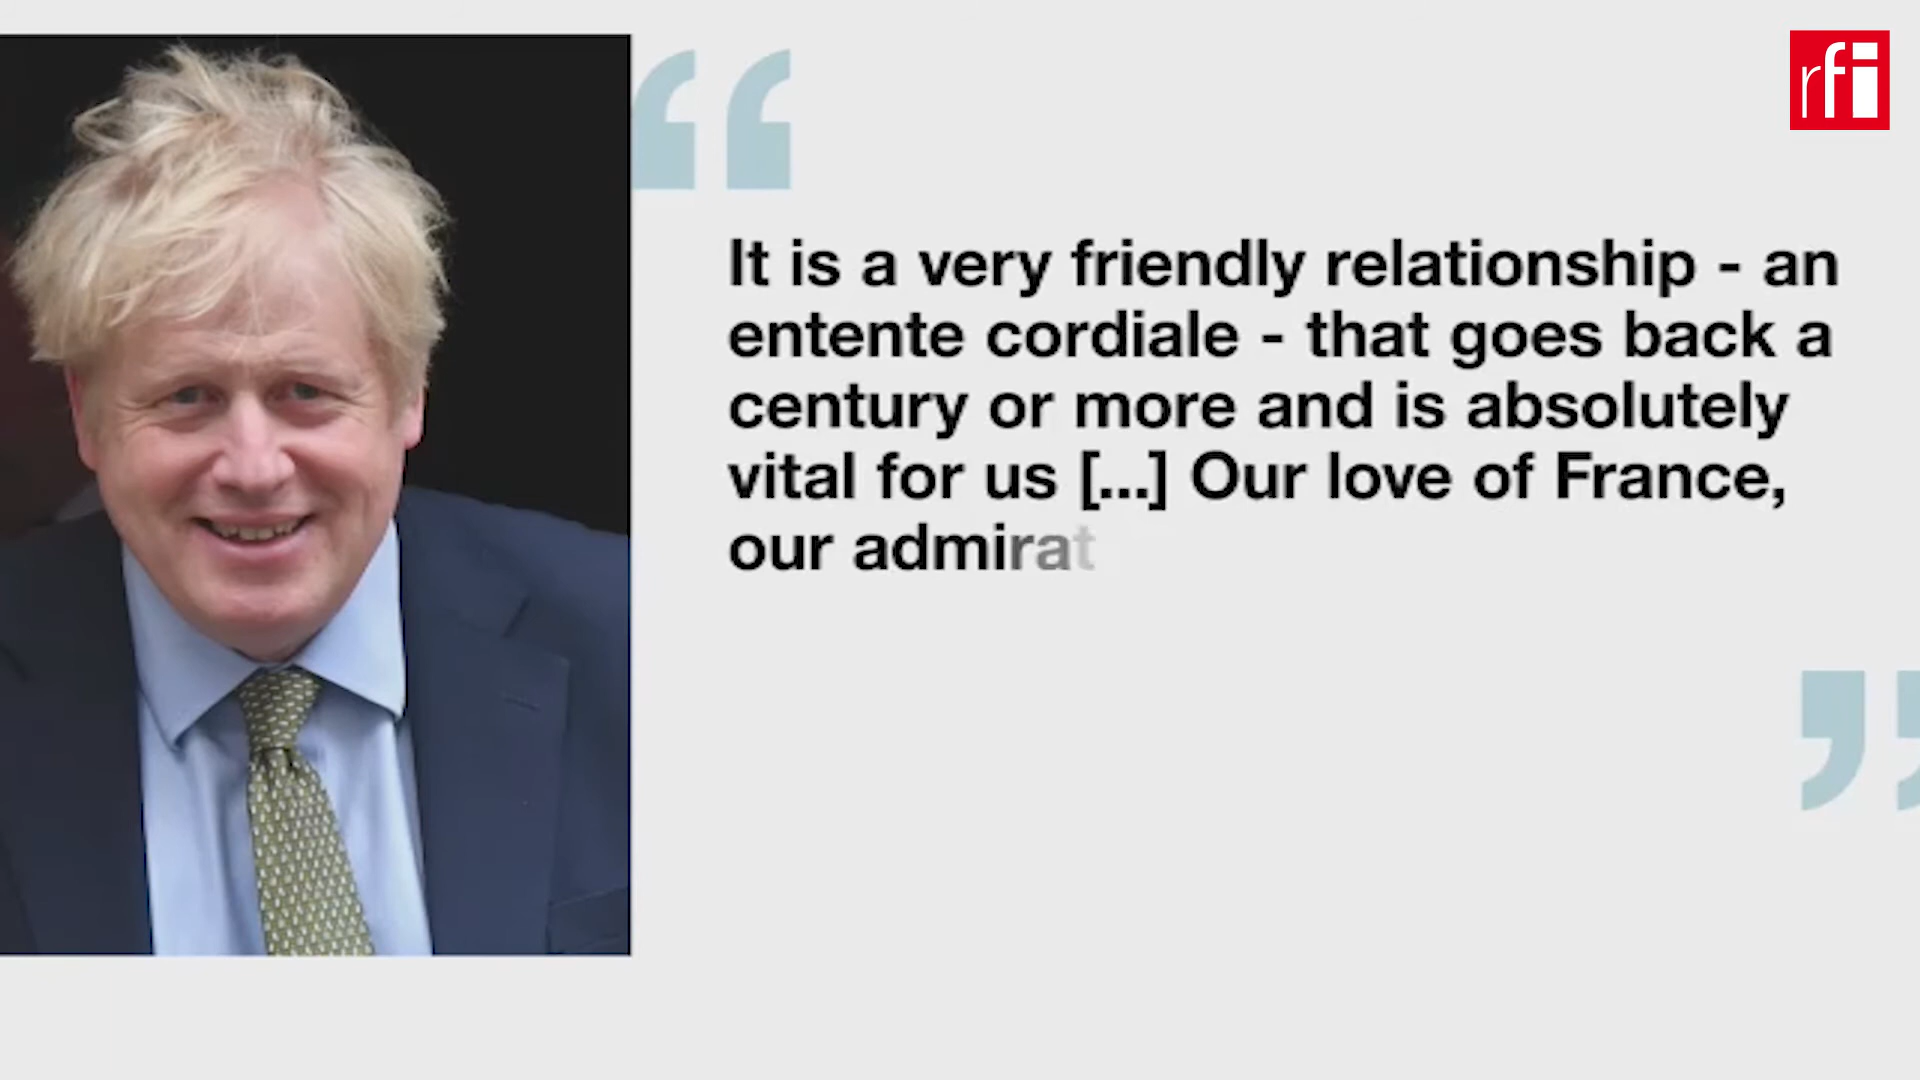 rfi
It is a very friendly relationship - an
entente cordiale - that goes back a
century or more and is absolutely
vital for us [...] Our love of France,
our admirat